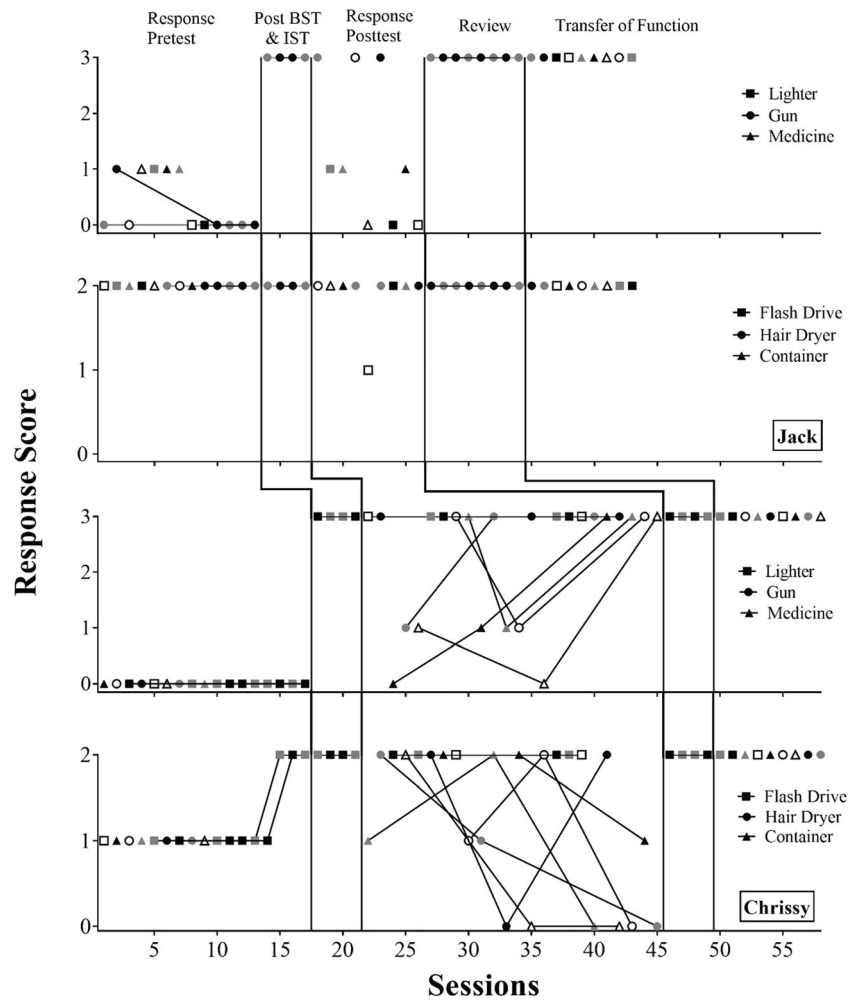 Response Pretest
Post BST & IST
Response Posttest
Review
Transfer of Function
3
2
1
0
Lighter
Gun
Medicine
2
1
0
Flash Drive
Hair Dryer
Container
Jack
Response Score
3
2
1
0
Lighter
Gun
Medicine
2
1
0
Flash Drive
Hair Dryer
Container
Chrissy
5 10 15 20 25 30 35 40 45 50 55
Sessions